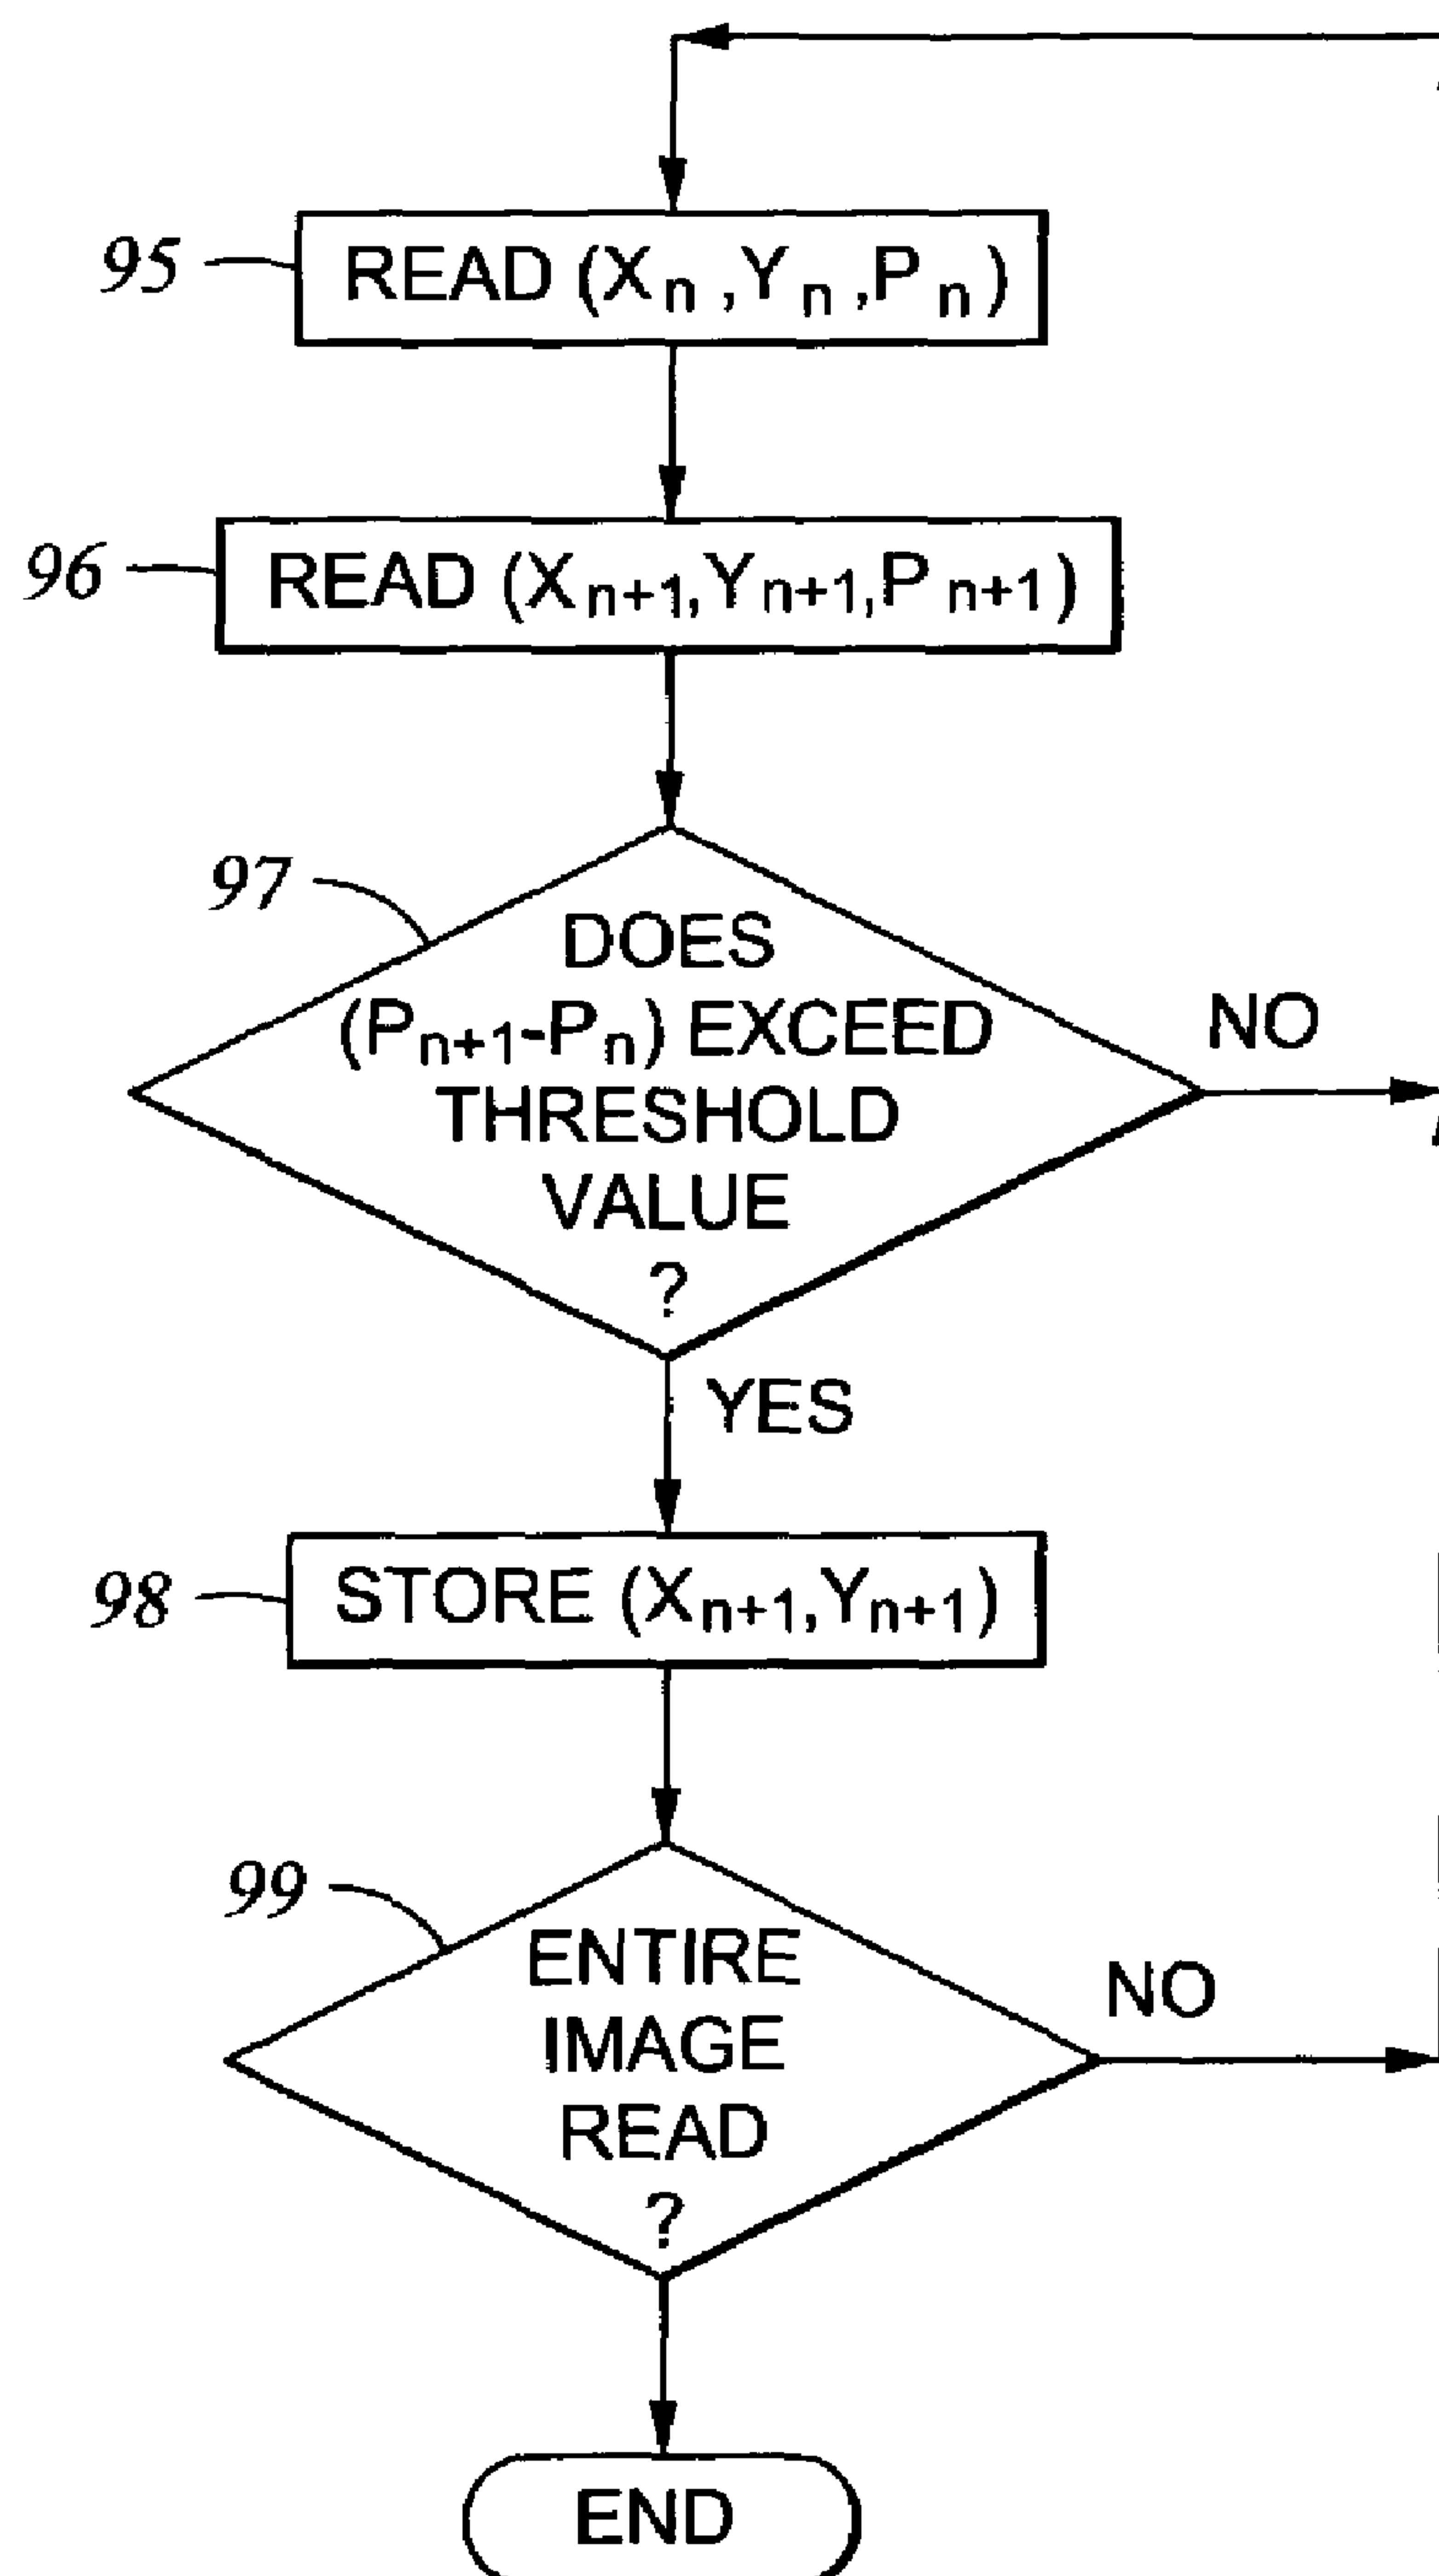 95
READ (Xn ,Yn ,Pn )
96
READ (Xn+1,Yn+1,Pn+1)
97
DOES
(Pn+1-Pn) EXCEED
THRESHOLD
VALUE
?
NO
YES
98
STORE (Xn+1,Yn+1)
99
ENTIRE
IMAGE
READ
?
NO
END